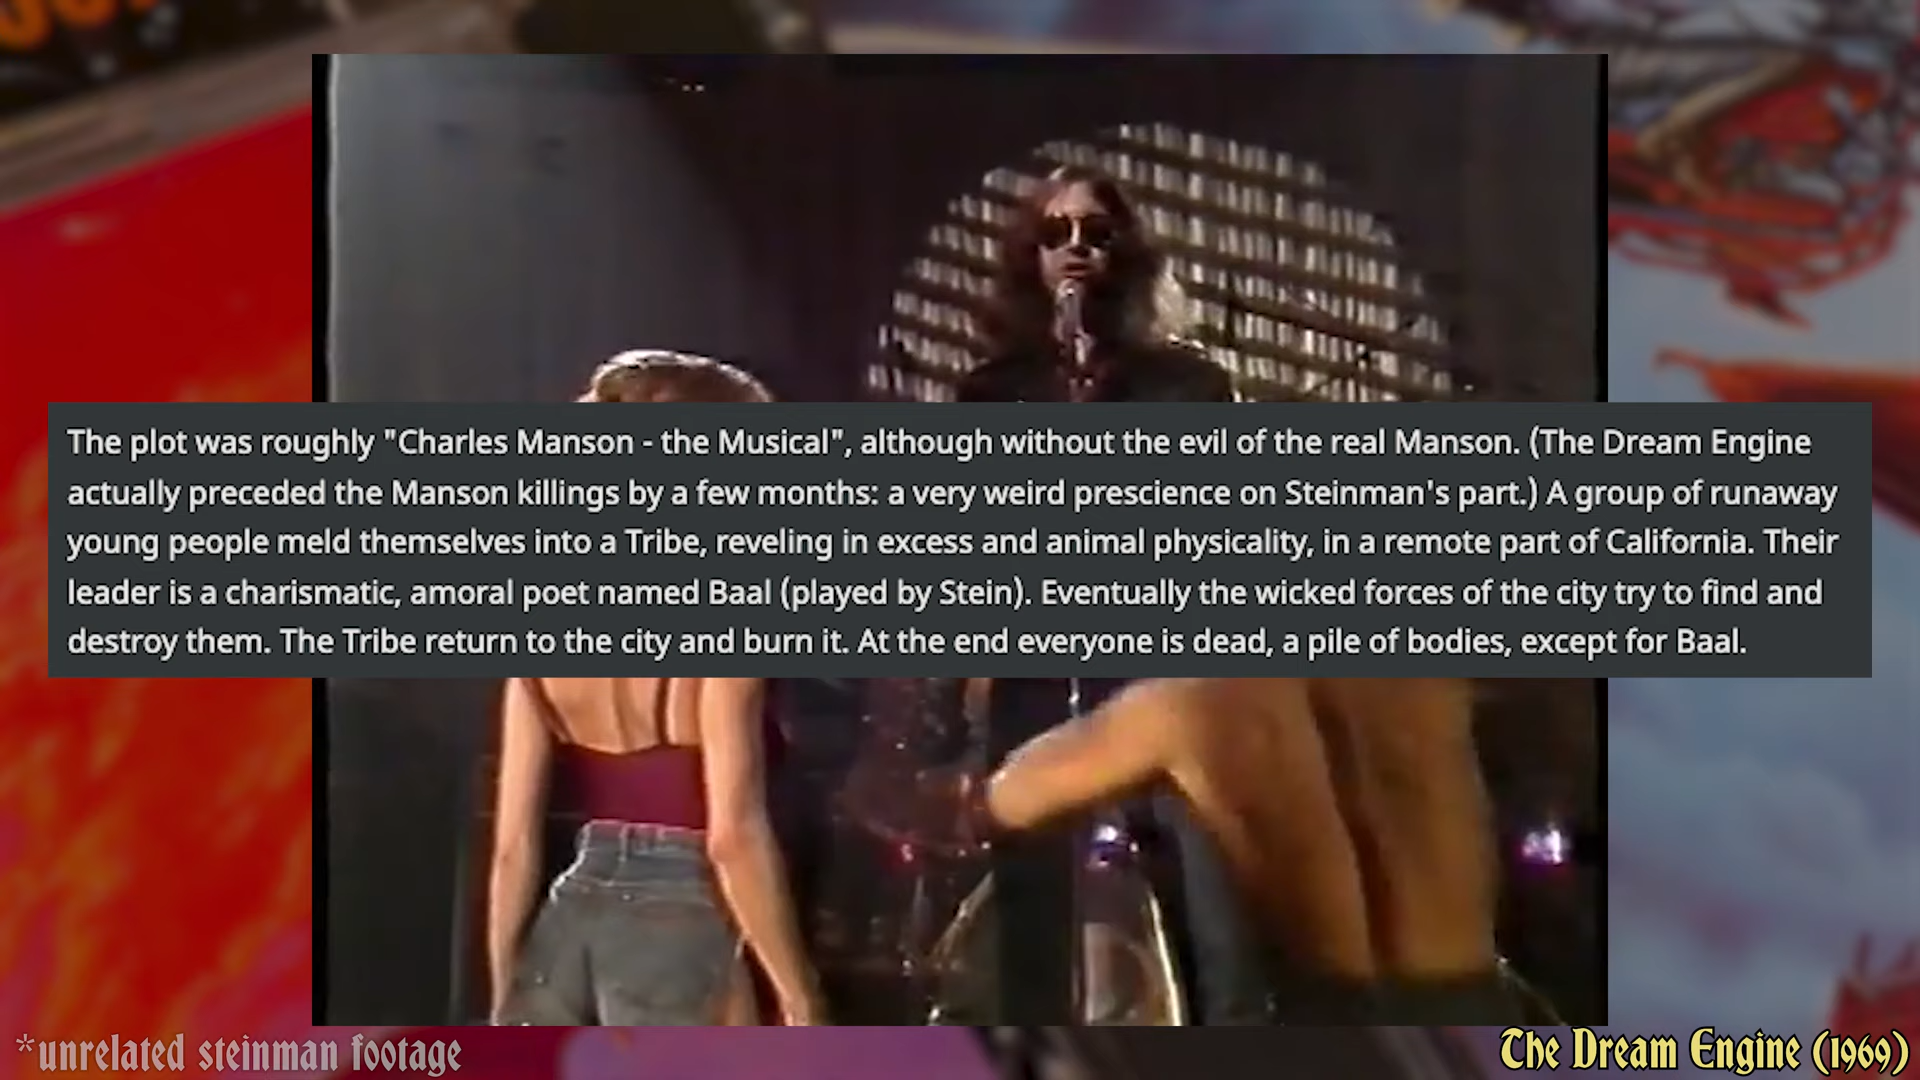 The plot was roughly "Charles Manson - the Musical", although without the evil of the real Manson. (The Dream Engine
actually preceded the Manson killings by a few months: a very weird prescience on Steinman's part.) A group of runaway
young people meld themselves into a Tribe, reveling in excess and animal physicality, in a remote part of California. Their
leader is a charismatic, amoral poet named Baal (played by Stein). Eventually the wicked forces of the city try to find and
destroy them. The Tribe return to the city and burn it. At the end everyone is dead, a pile of bodies, except for Baal.
*unrelated steinman footage
The Dream Engine (1969)